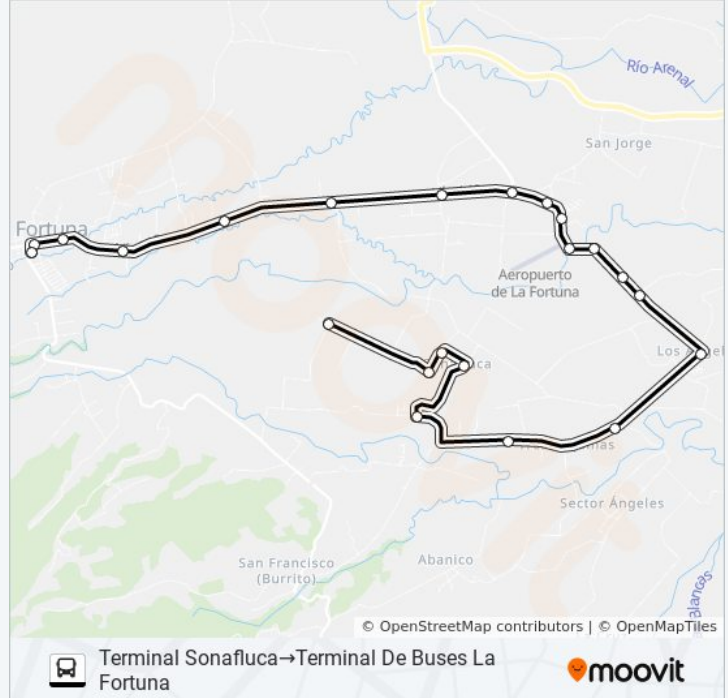 Río Arenal
San Jorge
Fortuna
Aeropuerto
de La Fortuna
Sector Ángeles
San Francisco
(Burrito)
Abanico
© OpenStreetMap contributors | © OpenMapTiles
Terminal Sonafluca→Terminal De Buses La
Fortuna
moovit